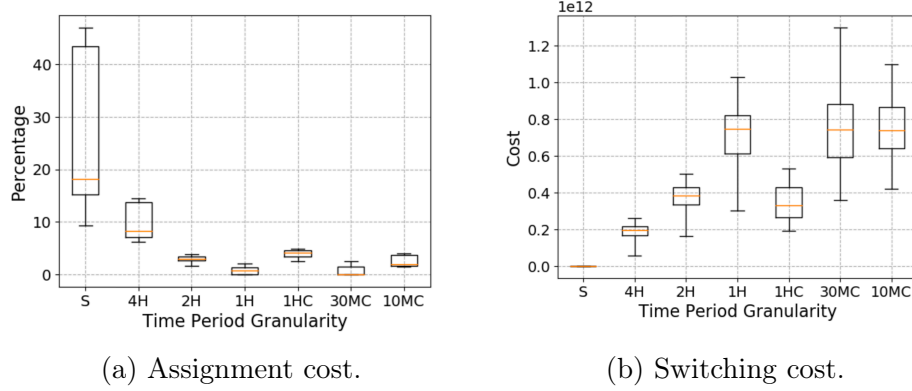 Percentage
40
30
20
10
0
S 4H 2H 1H 1HC 30MC 10MC
Time Period Granularity
(a) Assignment cost.
1e12
Cost
1.2
1.0
0.8
0.6
0.4
0.2
0.0
S 4H 2H 1H 1HC 30MC 10MC
Time Period Granularity
(b) Switching cost.